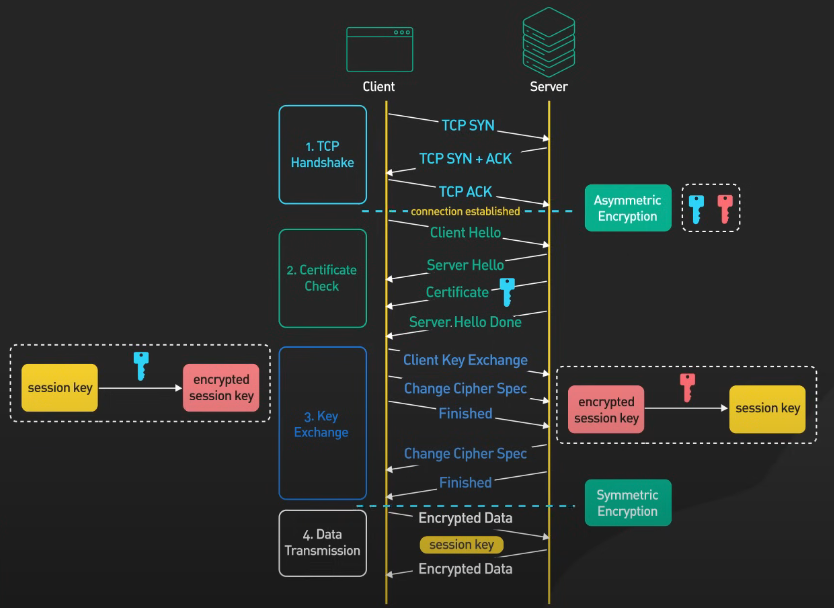 Client
Server
1. TCP
Handshake
TCP SYN
TCP SYN + ACK
TCP ACK
connection established
Asymmetric
Encryption
2. Certificate
Check
Client Hello
Server Hello
Certificate
Server Hello Done
session key
encrypted
session key
3. Key
Exchange
Client Key Exchange
Change Cipher Spec
Finished
Change Cipher Spec
Finished
encrypted
session key
session key
Symmetric
Encryption
4. Data
Transmission
Encrypted Data
session key
Encrypted Data